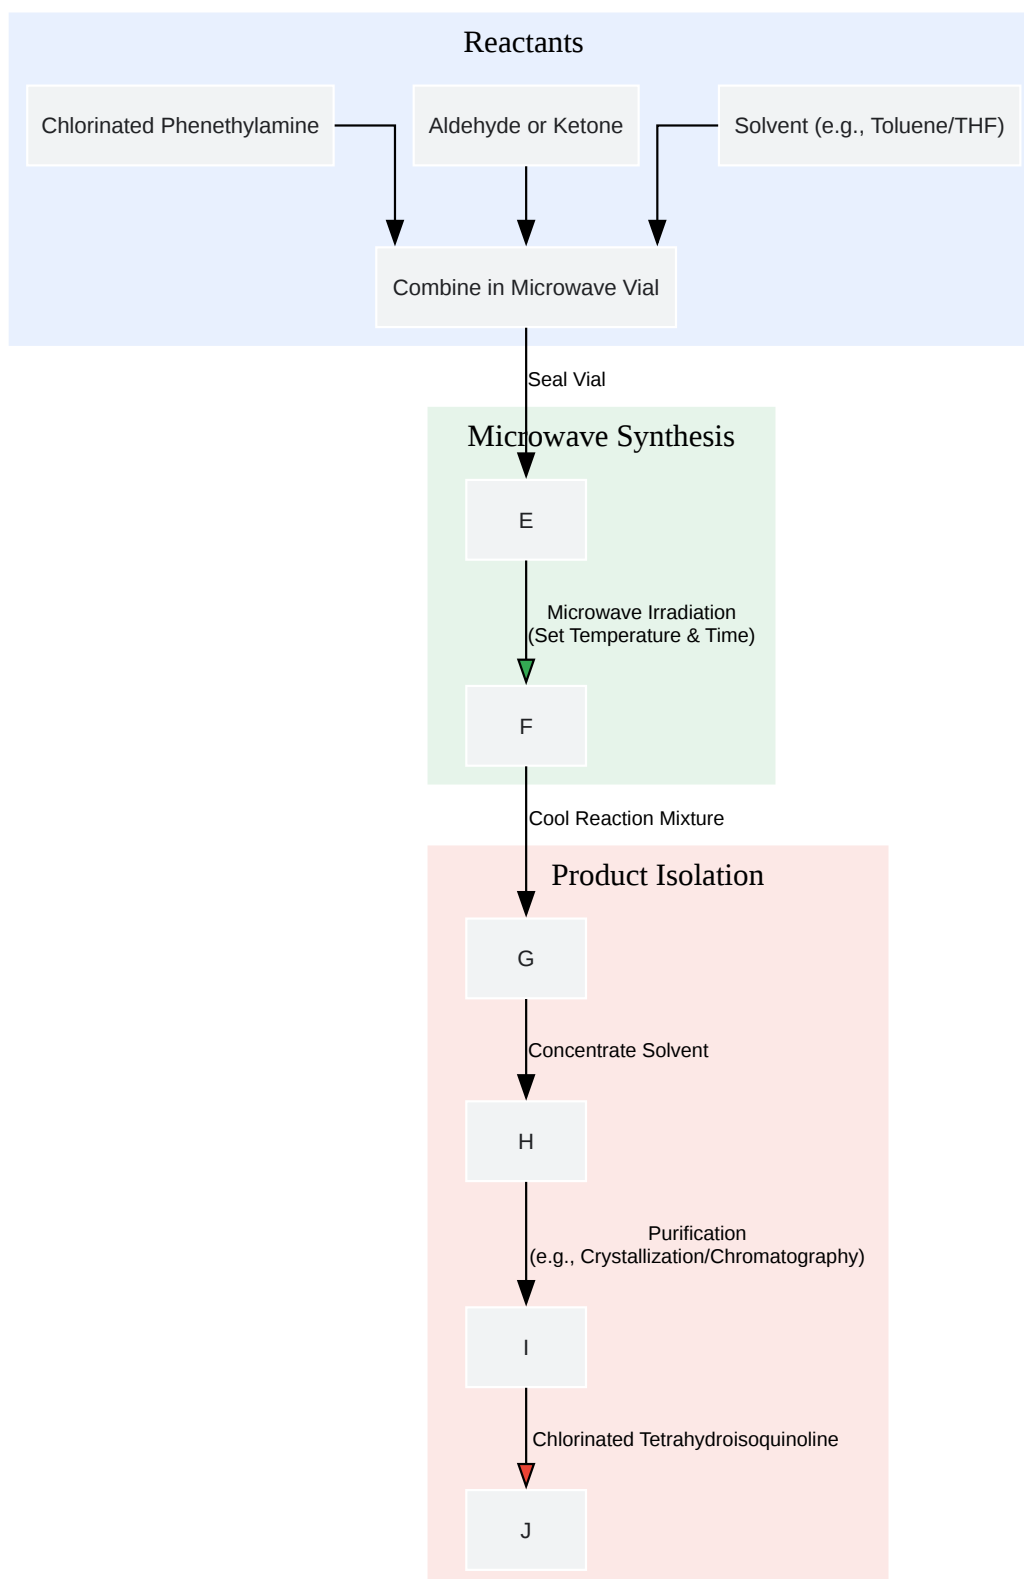 Reactants
Chlorinated Phenethylamine
Aldehyde or Ketone
Solvent (e.g., Toluene/THF)
Combine in Microwave Vial
Seal Vial
Microwave Synthesis
E
Microwave Irradiation
(Set Temperature & Time)
F
Cool Reaction Mixture
Product Isolation
G
Concentrate Solvent
H
Purification
(e.g., Crystallization/Chromatography)
I
Chlorinated Tetrahydroisoquinoline
J